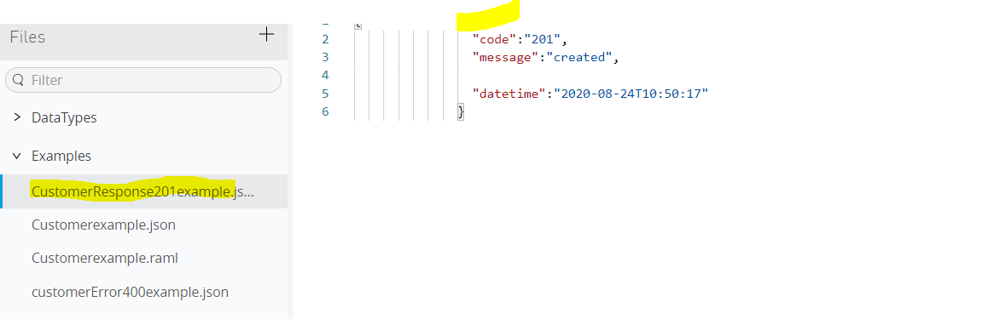 Files
Filter
DataTypes
Examples
CustomerResponse201example.js...
Customerexample.json
Customerexample.raml
customerError400example.json
{
2 "code":"201",
3 "message":"created",
4
5 "datetime":"2020-08-24T10:50:17"
6 }